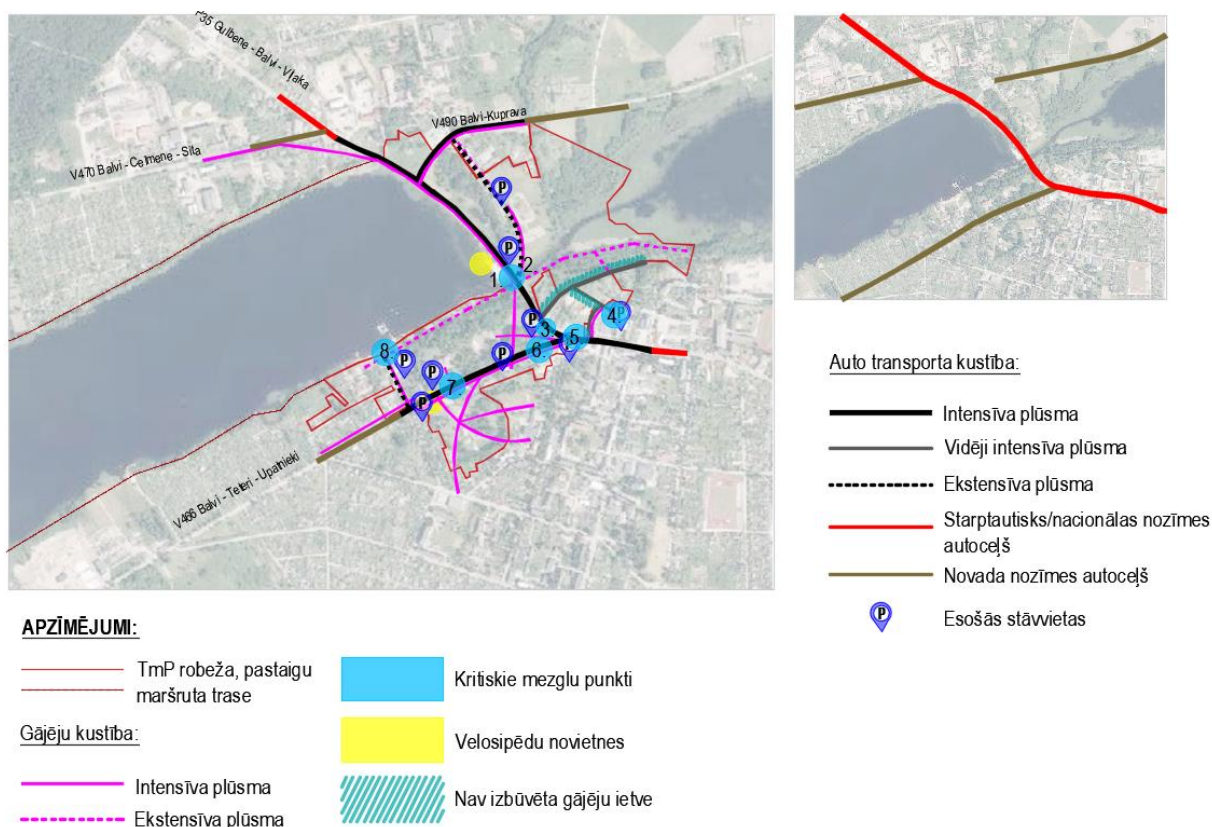 P35 Gulbene - Balvi - Viļaka
V490 Balvi-Kuprava
V470 Balvi - Celmene - Sita
P
P
2
1.
P
3
4
P
5
P
6.
P
8.
P
P
7.
P
V466 Balvi - Teteri - Upatnieki
Auto transporta kustība:
Intensīva plūsma
Vidēji intensīva plūsma
Ekstensīva plūsma
Starptautisks/nacionālas nozīmes
autoceļš
Novada nozīmes autoceļš
P
Esošās stāvvietas
APZĪMĒJUMI:
TmP robeža, pastaigu
maršruta trase
Gājēju kustība:
Intensīva plūsma
Ekstensīva plūsma
Kritiskie mezglu punkti
Velosipēdu novietnes
Nav izbūvēta gājēju ietve